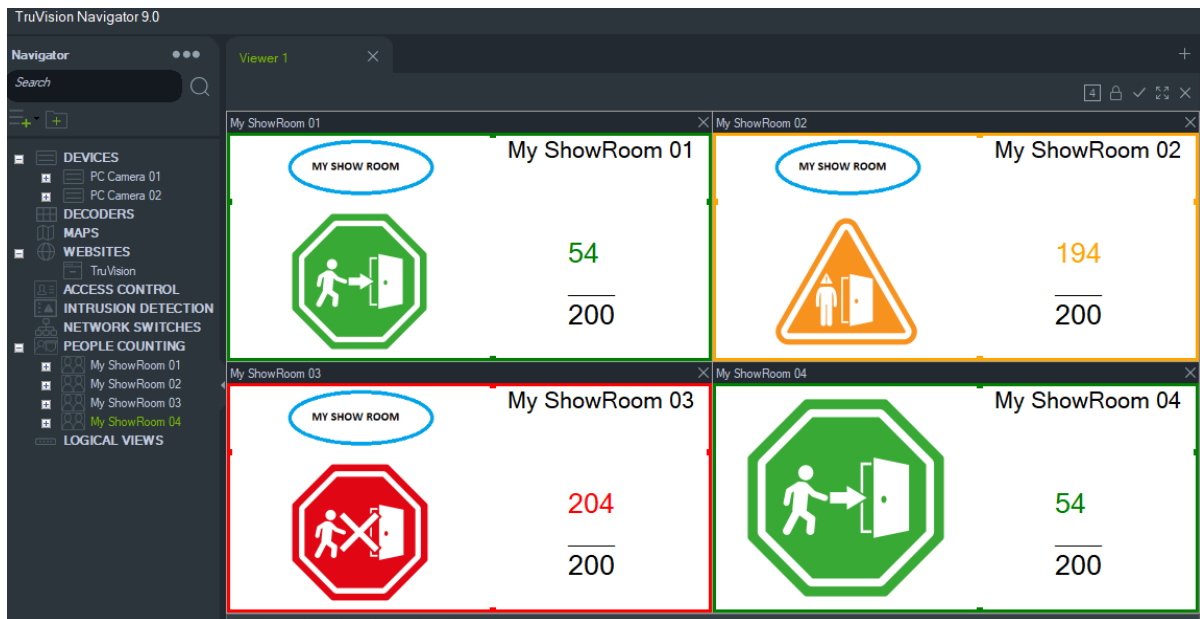 TruVision Navigator 9.0
Navigator
Search
DEVICES
PC Camera 01
PC Camera 02
DECODERS
MAPS
WEBSITES
TruVision
ACCESS CONTROL
INTRUSION DETECTION
NETWORK SWITCHES
PEOPLE COUNTING
My ShowRoom 01
My ShowRoom 02
My ShowRoom 03
My ShowRoom 04
LOGICAL VIEWS
Viewer 1
4
My ShowRoom 01
MY SHOW ROOM
My ShowRoom 01
54
200
My ShowRoom 02
MY SHOW ROOM
My ShowRoom 02
194
200
My ShowRoom 03
MY SHOW ROOM
My ShowRoom 03
204
200
My ShowRoom 04
My ShowRoom 04
54
200